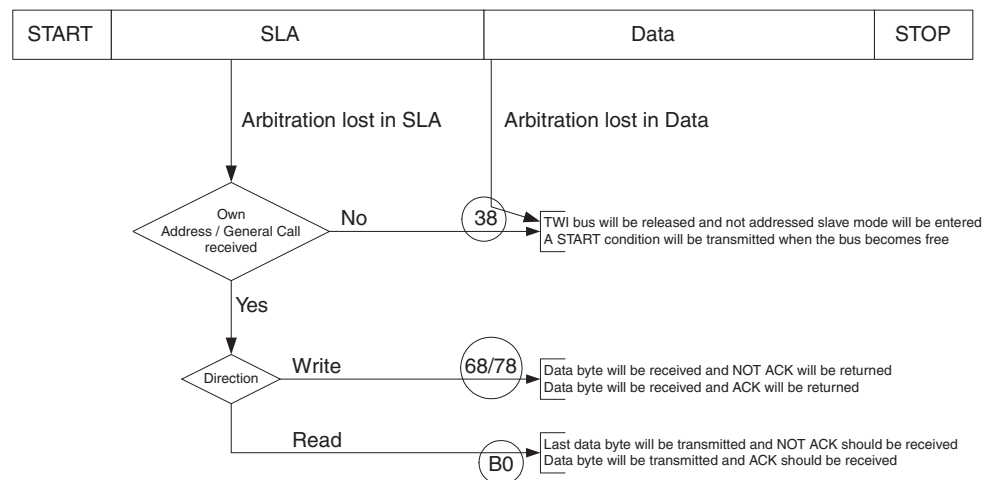 START SLA Data STOP
Arbitration lost in SLA Arbitration lost in Data
Own
Address / General Call
received
No
38
TWI bus will be released and not addressed slave mode will be entered
A START condition will be transmitted when the bus becomes free
Yes
Direction
Write
68/78
Data byte will be received and NOT ACK will be returned
Data byte will be received and ACK will be returned
Read
B0
Last data byte will be transmitted and NOT ACK should be received
Data byte will be transmitted and ACK should be received